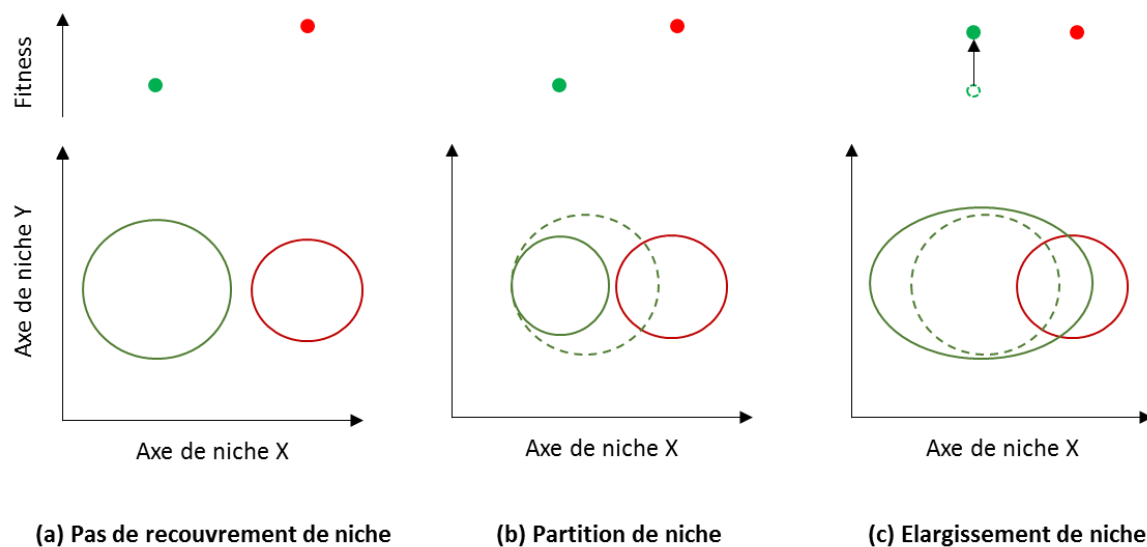 Fitness
Axe de niche Y
Axe de niche X
Axe de niche X
Axe de niche X
(a) Pas de recouvrement de niche
(b) Partition de niche
(c) Elargissement de niche